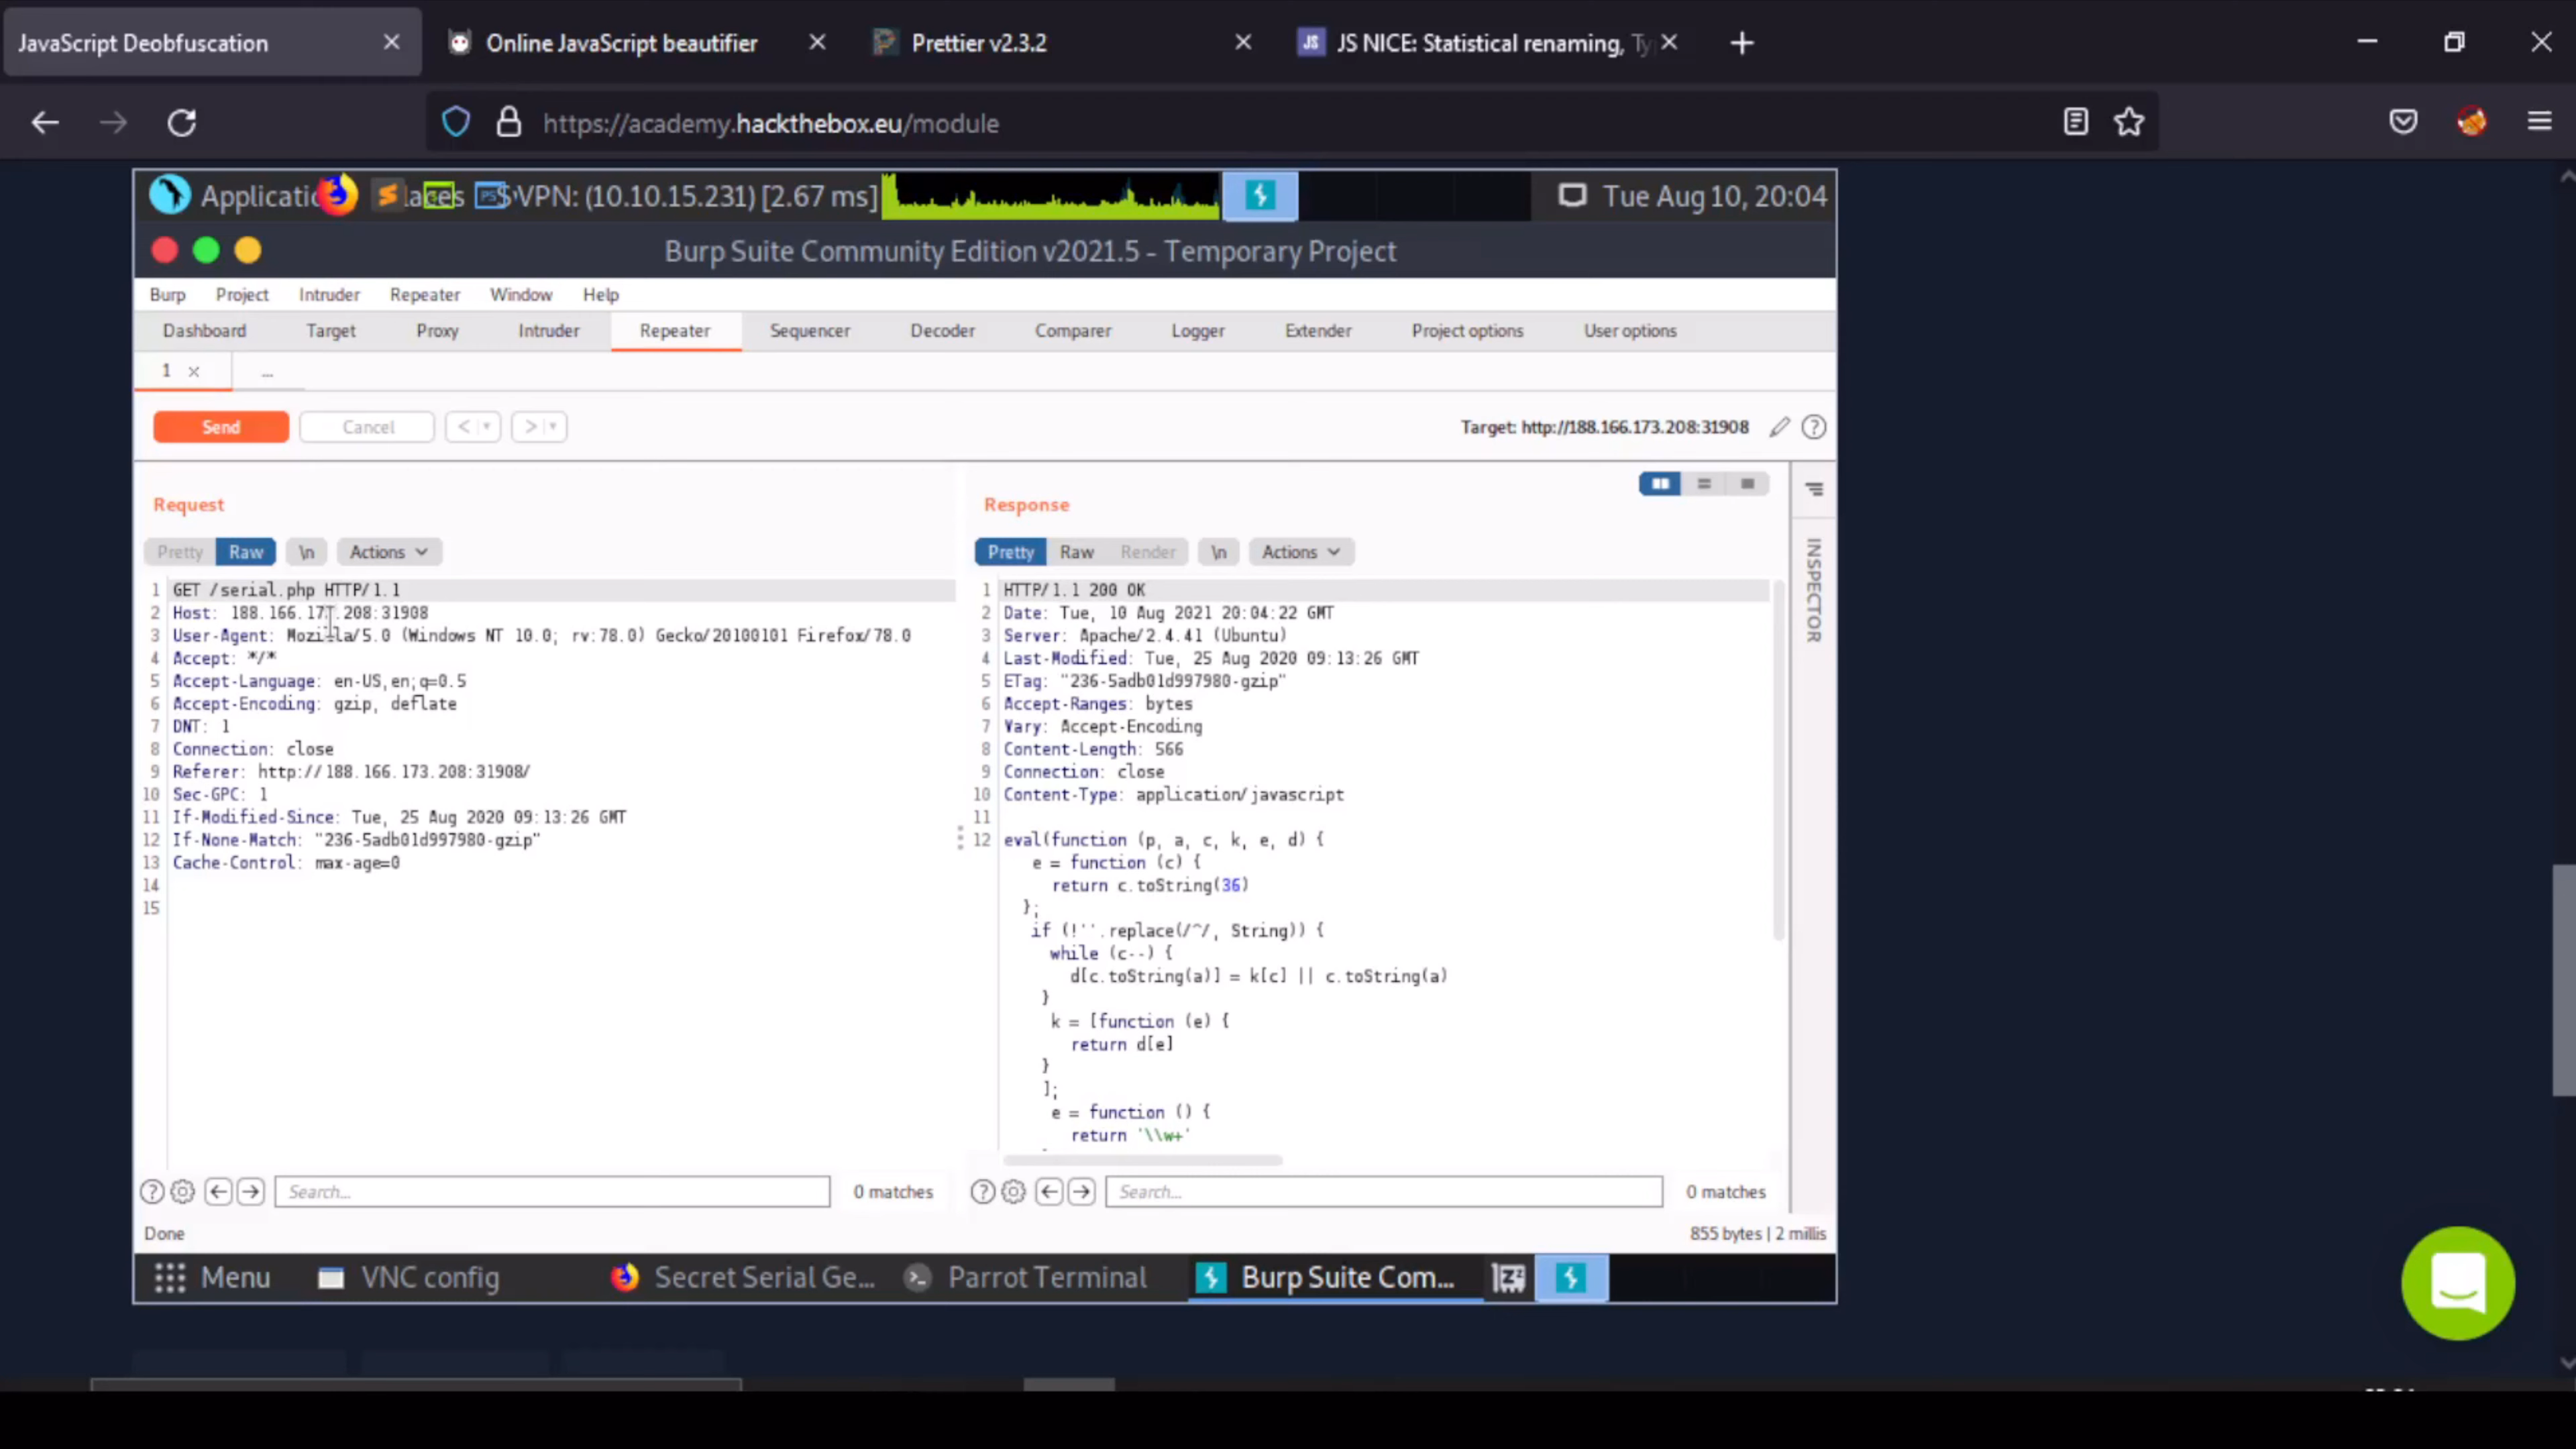 JavaScript Deobfuscation
Online JavaScript beautifier
Prettier v2.3.2
JS NICE: Statistical renaming, Ty
https://academy.hackthebox.eu/module
VPN: (10.10.15.231) [2.67 ms]
Tue Aug 10, 20:04
Burp Suite Community Edition v2021.5 - Temporary Project
Burp Project Intruder Repeater Window Help
Dashboard Target Proxy Intruder Repeater Sequencer Decoder Comparer Logger Extender Project options User options
1 × ...
Send Cancel < >
Target: http://188.166.173.208:31908
Request
Pretty Raw \n Actions
1 GET /serial.php HTTP/1.1
2 Host: 188.166.173.208:31908
3 User-Agent: Mozilla/5.0 (Windows NT 10.0; rv:78.0) Gecko/20100101 Firefox/78.0
4 Accept: */*
5 Accept-Language: en-US,en;q=0.5
6 Accept-Encoding: gzip, deflate
7 DNT: 1
8 Connection: close
9 Referer: http://188.166.173.208:31908/
10 Sec-GPC: 1
11 If-Modified-Since: Tue, 25 Aug 2020 09:13:26 GMT
12 If-None-Match: "236-5adb01d997980-gzip"
13 Cache-Control: max-age=0
14
15
Search... 0 matches
Response
Pretty Raw Render \n Actions
1 HTTP/1.1 200 OK
2 Date: Tue, 10 Aug 2021 20:04:22 GMT
3 Server: Apache/2.4.41 (Ubuntu)
4 Last-Modified: Tue, 25 Aug 2020 09:13:26 GMT
5 ETag: "236-5adb01d997980-gzip"
6 Accept-Ranges: bytes
7 Vary: Accept-Encoding
8 Content-Length: 566
9 Connection: close
10 Content-Type: application/javascript
11
12 eval(function (p, a, c, k, e, d) {
e = function (c) {
return c.toString(36)
};
if (!''.replace(/^/, String)) {
while (c--) {
d[c.toString(a)] = k[c] || c.toString(a)
}
k = [function (e) {
return d[e]
}
];
e = function () {
return '\\w+'
Search... 0 matches
INSPECTOR
Done
855 bytes | 2 millis
Menu VNC config Secret Serial Ge... Parrot Terminal Burp Suite Com...